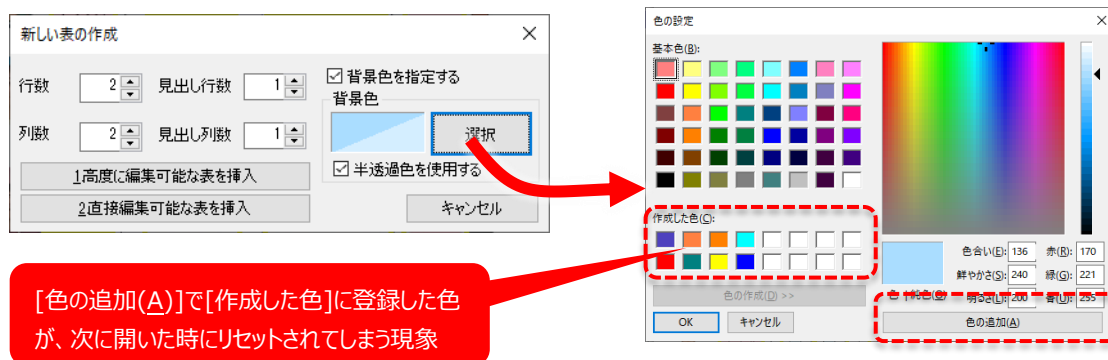 新しい表の作成
行数 2 見出し行数 1
列数 2 見出し列数 1
1高度に編集可能な表を挿入
2直接編集可能な表を挿入
背景色を指定する
背景色
選択
半透過色を使用する
キャンセル
色の設定
基本色(B):
作成した色(C):
色の作成(D) >>
OK キャンセル
色合い(E): 136 赤(R): 170
鮮やかさ(S): 240 緑(G): 221
色 | 純色(O) 明るさ(L): 200 青(U): 255
色の追加(A)
[色の追加(A)]で[作成した色]に登録した色
が、次に開いた時にリセットされてしまう現象